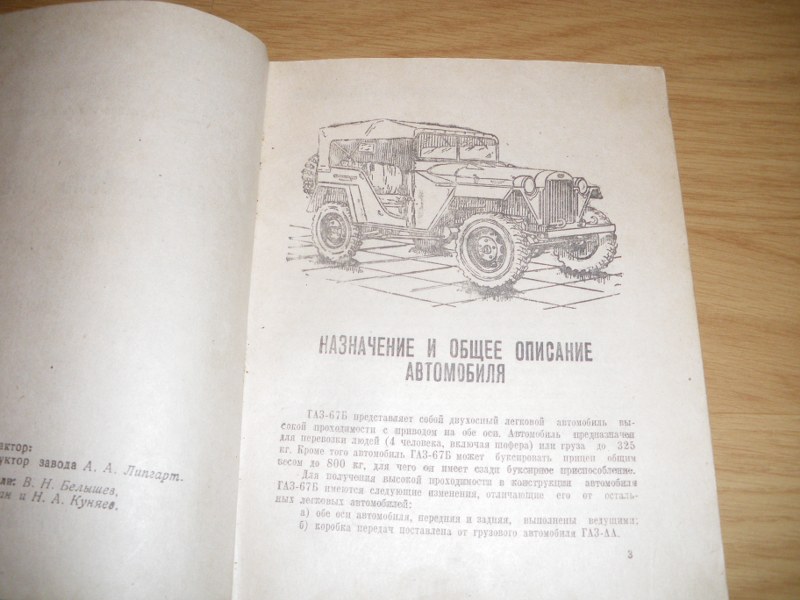 актор:
уктор завода А. А. Липгарт.
ли: В. Н. Белышев,
ан и Н. А. Куняев.
НАЗНАЧЕНИЕ И ОБЩЕЕ ОПИСАНИЕ
АВТОМОБИЛЯ
ГАЗ-67Б представляет собой двухосный легковой автомобиль вы-
сокой проходимости с приводом на обе оси. Автомобиль предназначен
для перевозки людей (4 человека, включая шофера) или груза до 325
кг. Кроме того автомобиль ГАЗ-67Б может буксировать прицеп общим
весом до 800 кг, для чего он имеет сзади буксирное приспособление.
Для получения высокой проходимости в конструкции автомобиля
ГАЗ-67Б имеются следующие изменения, отличающие его от осталь-
ных легковых автомобилей:
а) обе оси автомобиля, передняя и задняя, выполнены ведущими;
б) коробка передач поставлена от грузового автомобиля ГАЗ-АА.
3